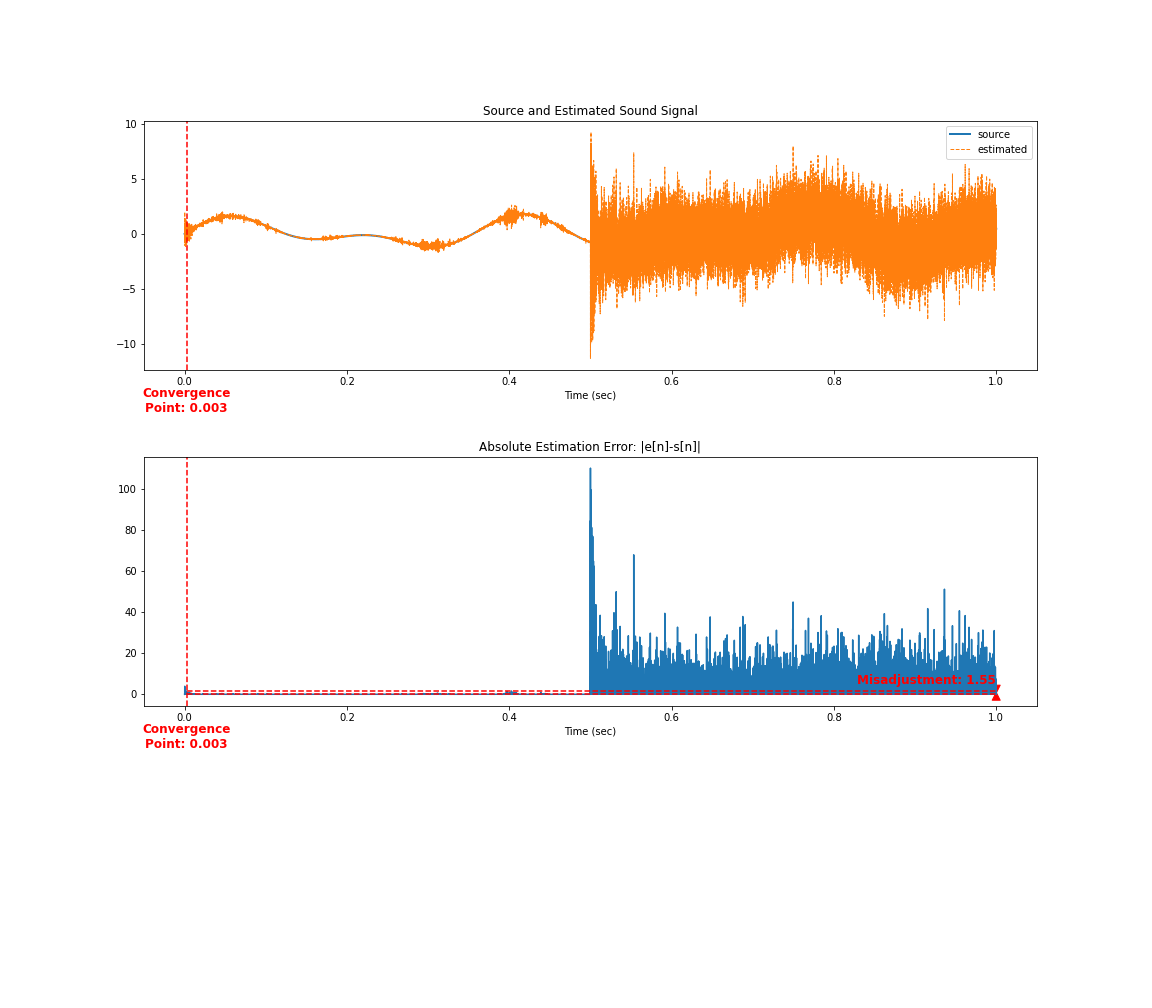 Source and Estimated Sound Signal
10
5
0
−5
−10
source
estimated
0.0 0.2 0.4 0.6 0.8 1.0
Time (sec)
Convergence
Point: 0.003
Absolute Estimation Error: |e[n]-s[n]|
100
80
60
40
20
0
Misadjustment: 1.55
0.0 0.2 0.4 0.6 0.8 1.0
Time (sec)
Convergence
Point: 0.003